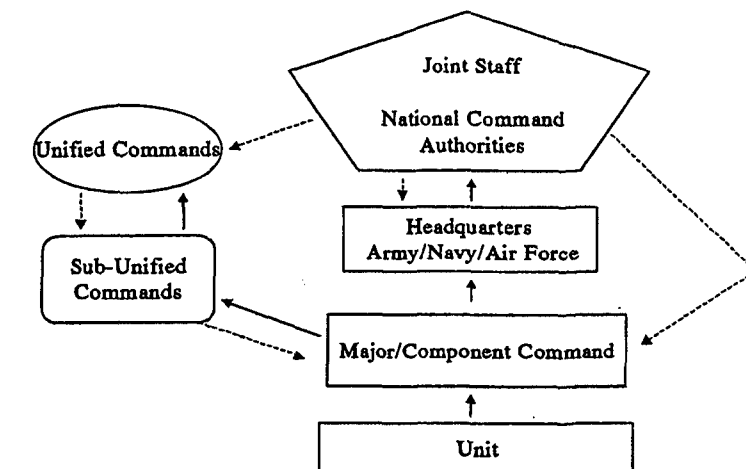 Joint Staff
National Command
Authorities
Unified Commands
Headquarters
Army/Navy/Air Force
Sub-Unified
Commands
Major/Component Command
Unit